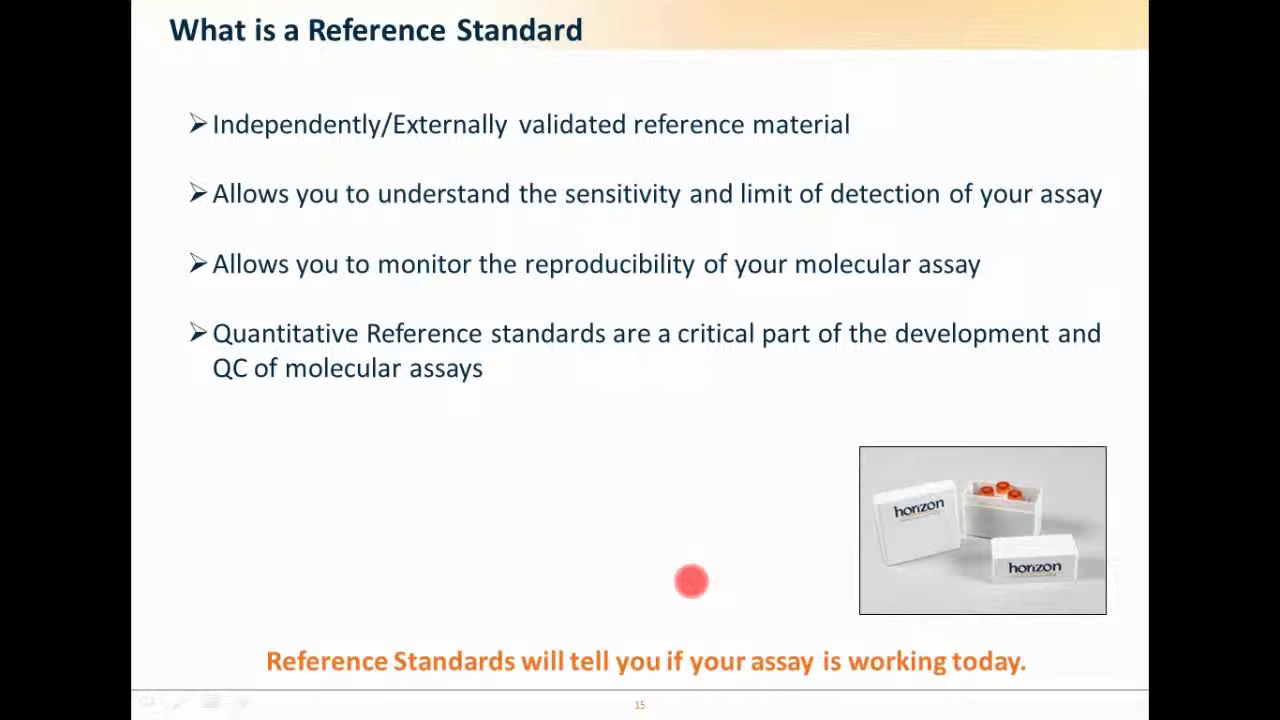 What is a Reference Standard
Independently/Externally validated reference material
Allows you to understand the sensitivity and limit of detection of your assay
Allows you to monitor the reproducibility of your molecular assay
Quantitative Reference standards are a critical part of the development and
QC of molecular assays
horizon
horizon
Reference Standards will tell you if your assay is working today.
15